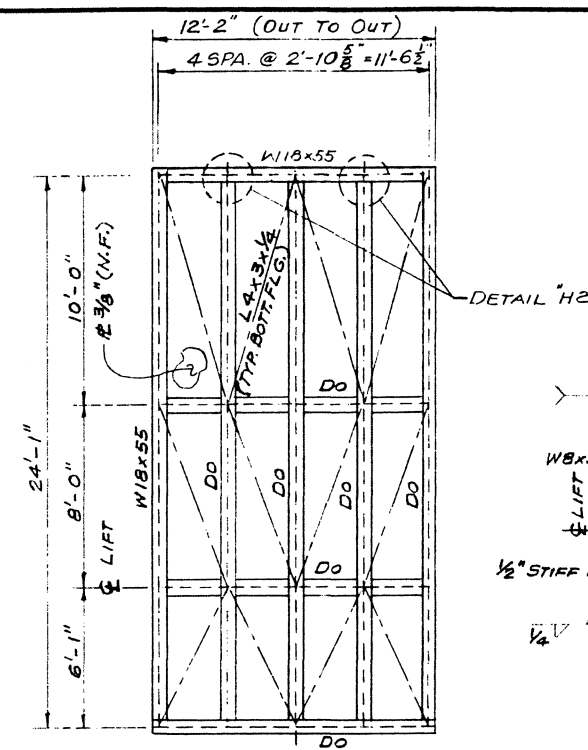 12'-2" (OUT TO OUT)
4 SPA. @ 2'-10 5/8" = 11'-6 1/2"
W18x55
10'-0"
℄ LIFT
PL 3/8" (N.F.)
L4x3x1/4
(TYP. BOTT. FLG.)
DETAIL "H2
DO
24'-1"
8'-0"
W18x55
DO
DO
DO
DO
W8x
℄ LIFT
DO
1/2" STIFF
1/4
6'-1"
DO